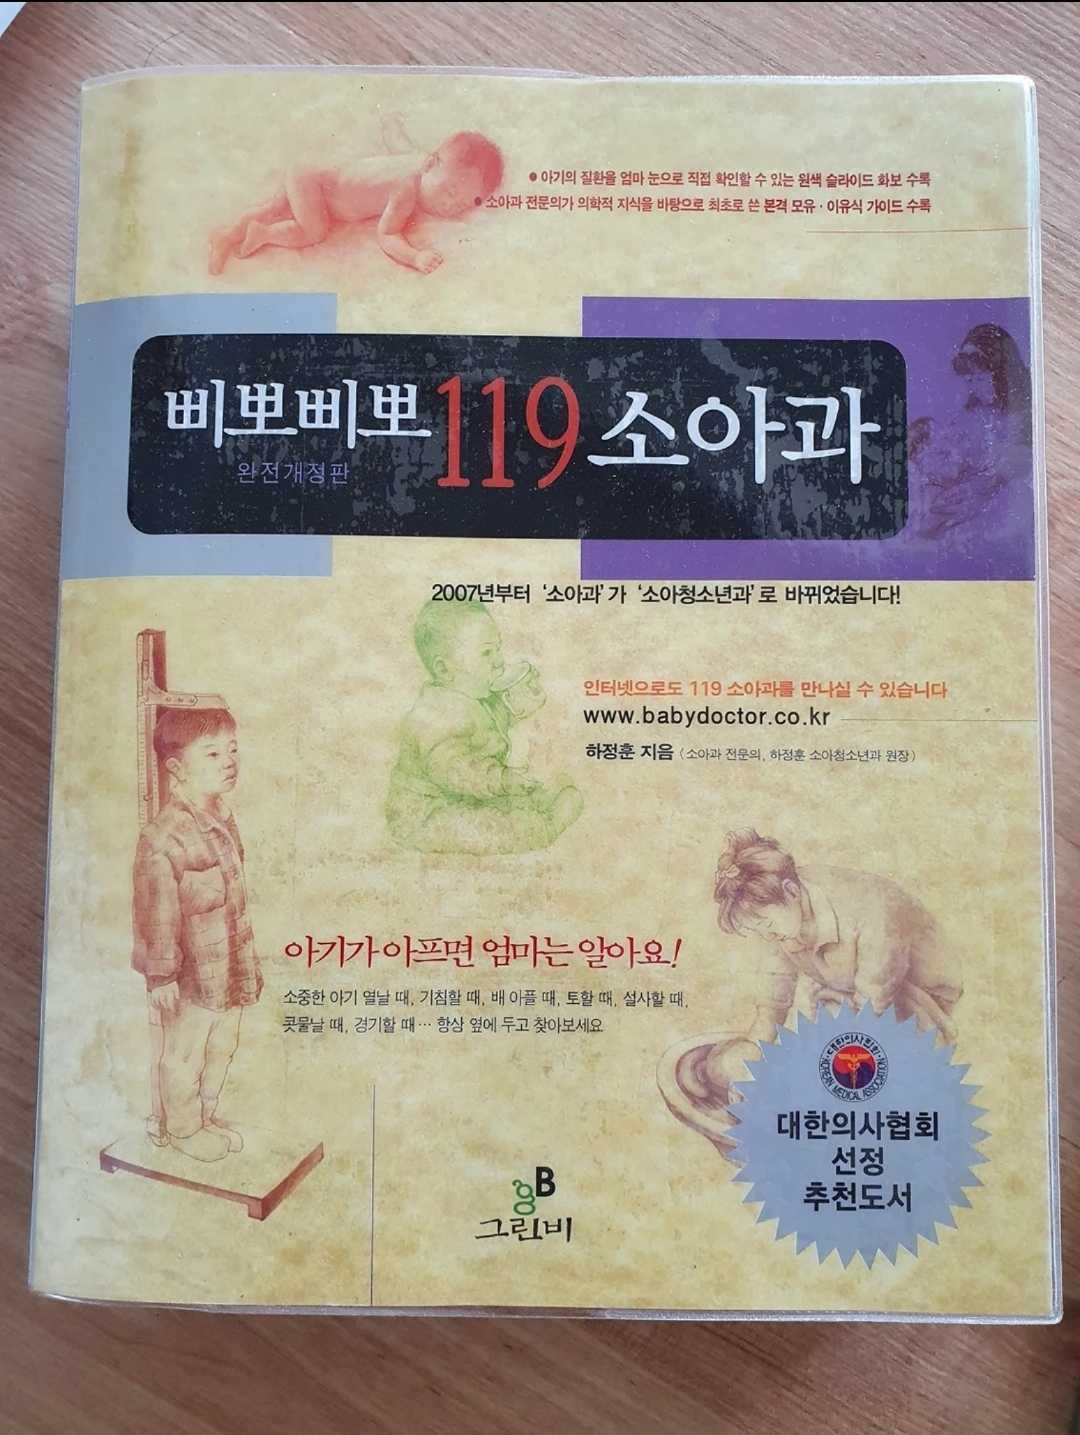 ● 아기의 질환을 엄마 눈으로 직접 확인할 수 있는 원색 슬라이드 화보 수록
● 소아과 전문의가 의학적 지식을 바탕으로 최초로 쓴 본격 모유 · 이유식 가이드 수록
삐뽀삐뽀 119 소아과
완전개정판
2007년부터 '소아과'가 '소아청소년과'로 바뀌었습니다!
인터넷으로도 119 소아과를 만나실 수 있습니다
www.babydoctor.co.kr
하정훈 지음 (소아과 전문의, 하정훈 소아청소년과 원장)
아기가 아프면 엄마는 알아요!
소중한 아기 열날 때, 기침할 때, 배 아플 때, 토할 때, 설사할 때,
콧물날 때, 경기할 때… 항상 옆에 두고 찾아보세요
·대한의사협회·
KOREAN MEDICAL ASSOCIATION
대한의사협회
선정
추천도서
gB
그린비